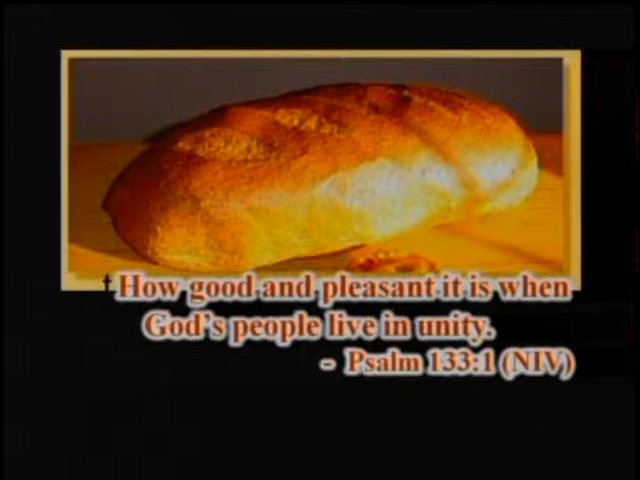 † How good and pleasant it is when
God's people live in unity.
- Psalm 133:1 (NIV)